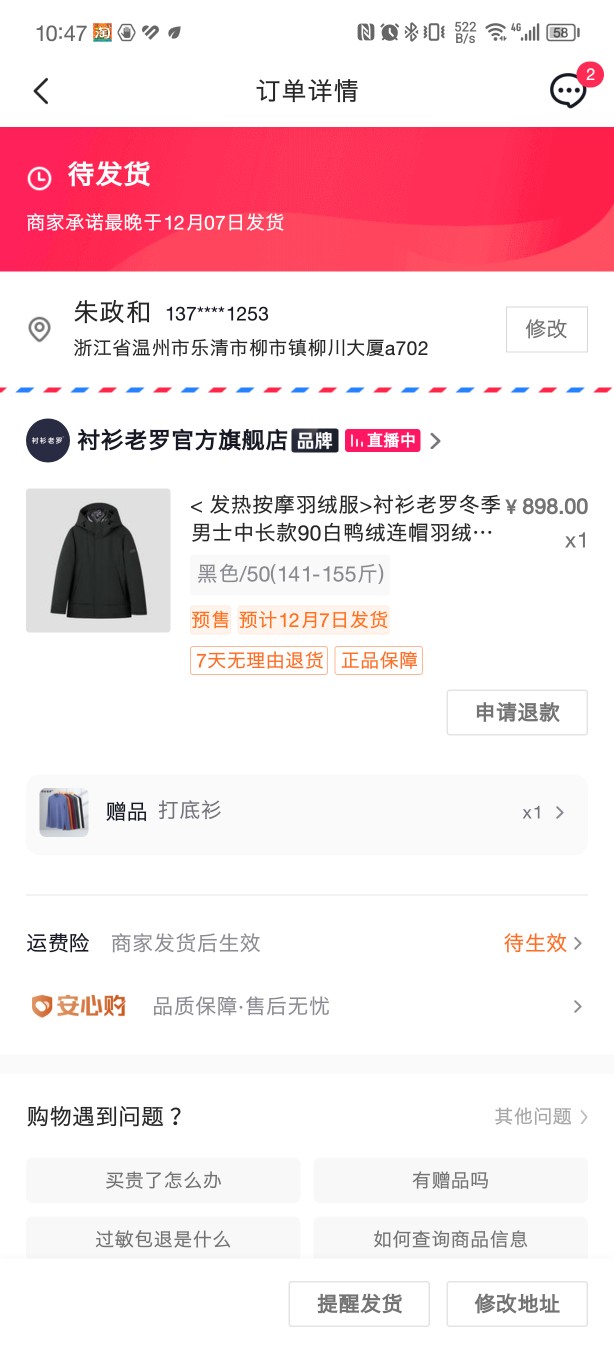 10:47 淘 522 B/s 4G 58
订单详情 2
待发货
商家承诺最晚于12月07日发货
朱政和 137****1253
修改
浙江省温州市乐清市柳市镇柳川大厦a702
衬衫老罗 衬衫老罗官方旗舰店 品牌 直播中
< 发热按摩羽绒服>衬衫老罗冬季 ¥ 898.00
男士中长款90白鸭绒连帽羽绒… x1
黑色/50(141-155斤)
预售 预计12月7日发货
7天无理由退货 正品保障
申请退款
赠品 打底衫 x1
运费险 商家发货后生效 待生效
安心购 品质保障·售后无忧
购物遇到问题？ 其他问题
买贵了怎么办 有赠品吗
过敏包退是什么 如何查询商品信息
提醒发货 修改地址